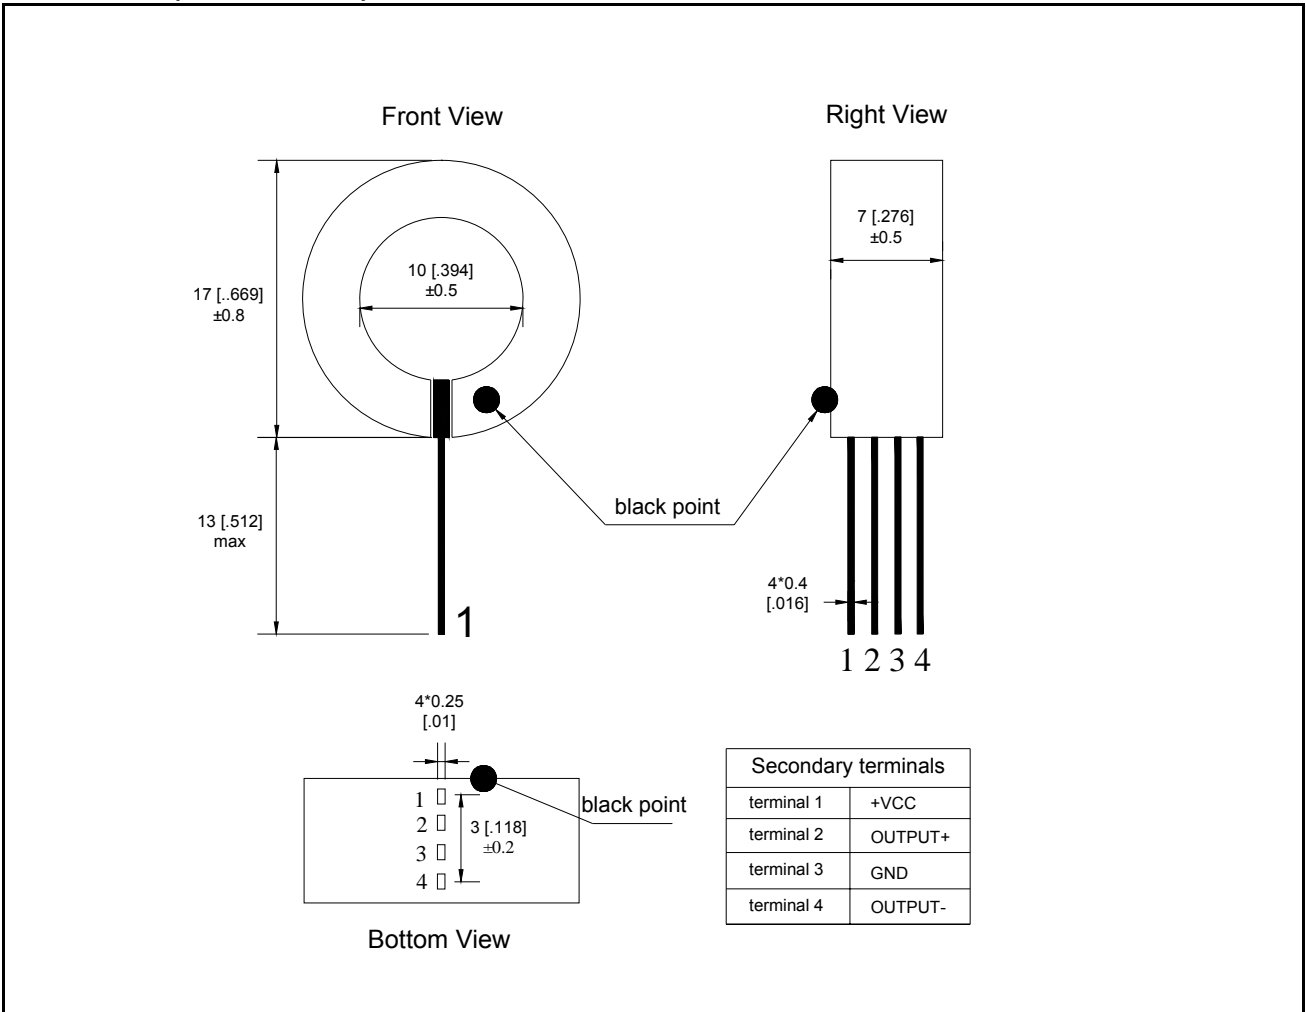 Front View
Right View
7 [.276]
±0.5
10 [.394]
±0.5
17 [..669]
±0.8
black point
13 [.512]
max
4*0.4
[.016]
1
1 2 3 4
4*0.25
[.01]
black point
1
2
3
4
3 [.118]
±0.2
Bottom View
Secondary terminals
terminal 1 +VCC
terminal 2 OUTPUT+
terminal 3 GND
terminal 4 OUTPUT-